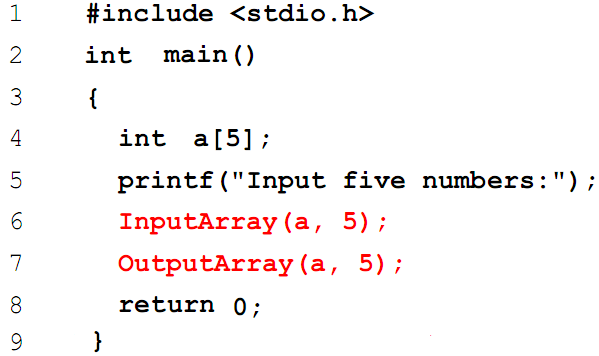 1 #include <stdio.h>
2 int main()
3 {
4 int a[5];
5 printf("Input five numbers:");
6 InputArray(a, 5);
7 OutputArray(a, 5);
8 return 0;
9 }